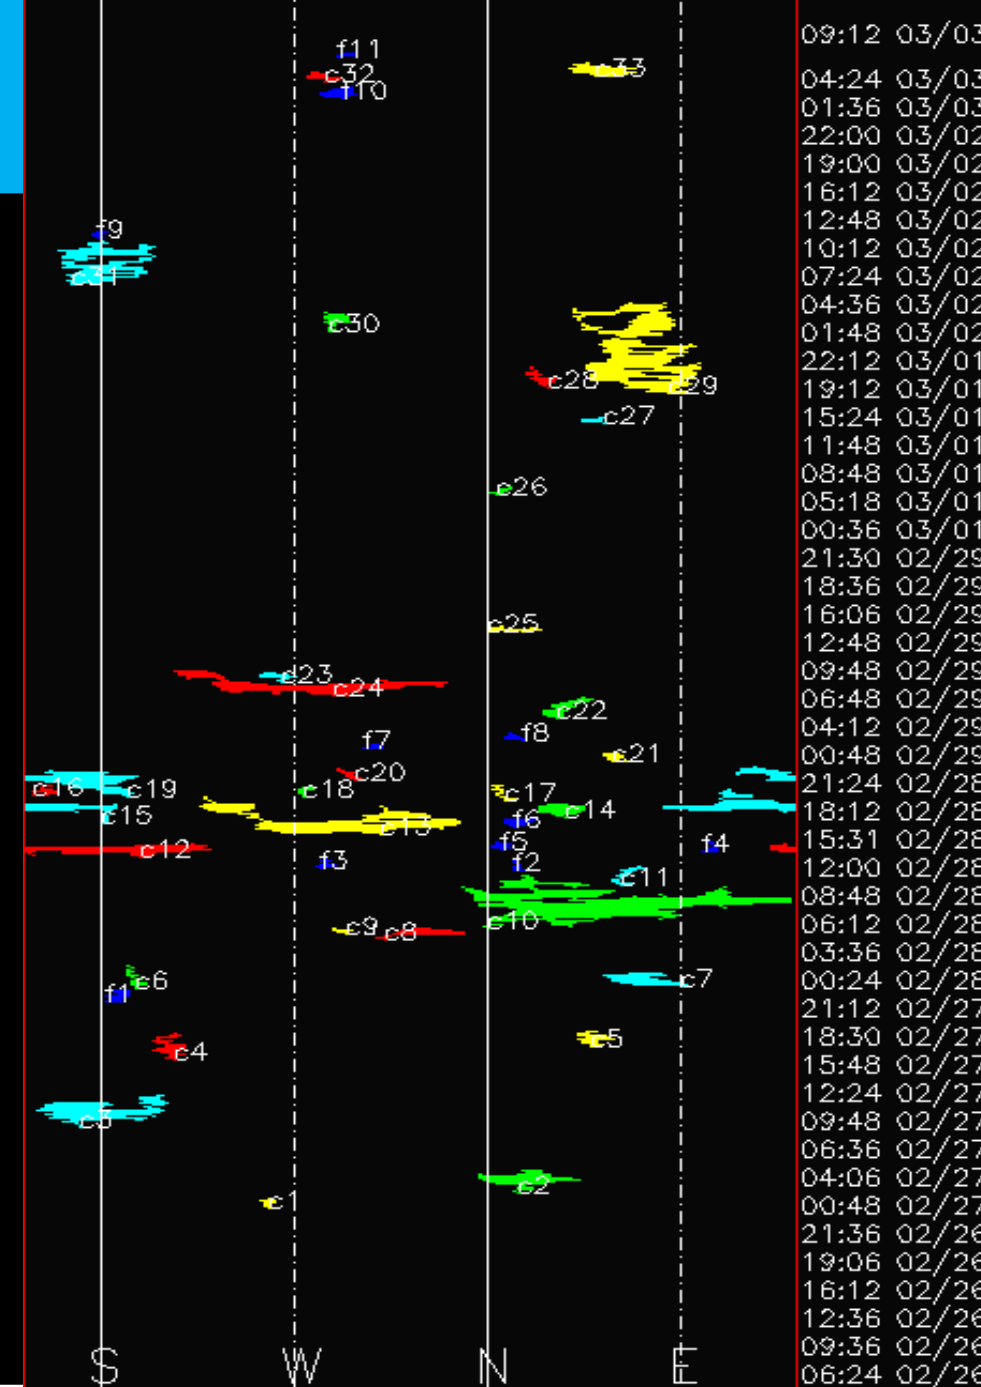 f11 09:12 03/03
c32 c33
f10 04:24 03/03
01:36 03/03
22:00 03/02
19:00 03/02
16:12 03/02
f9 12:48 03/02
10:12 03/02
c31 07:24 03/02
04:36 03/02
c30 01:48 03/02
22:12 03/01
c28 c29 19:12 03/01
c27 15:24 03/01
11:48 03/01
c26 08:48 03/01
05:18 03/01
00:36 03/01
21:30 02/29
18:36 02/29
c25 16:06 02/29
12:48 02/29
c23 09:48 02/29
c24 06:48 02/29
c22
f8 04:12 02/29
f7 c21 00:48 02/29
c20
c16 c19 c18 c17 21:24 02/28
c15 c14 18:12 02/28
c13 f6
c12 f5 f4 15:31 02/28
f3 f2 12:00 02/28
c11
08:48 02/28
c10 06:12 02/28
c9 c8
03:36 02/28
c6 c7 00:24 02/28
f1 21:12 02/27
c5 18:30 02/27
c4 15:48 02/27
12:24 02/27
c3 09:48 02/27
06:36 02/27
c2 04:06 02/27
c1 00:48 02/27
21:36 02/26
19:06 02/26
16:12 02/26
12:36 02/26
09:36 02/26
S W N E 06:24 02/26